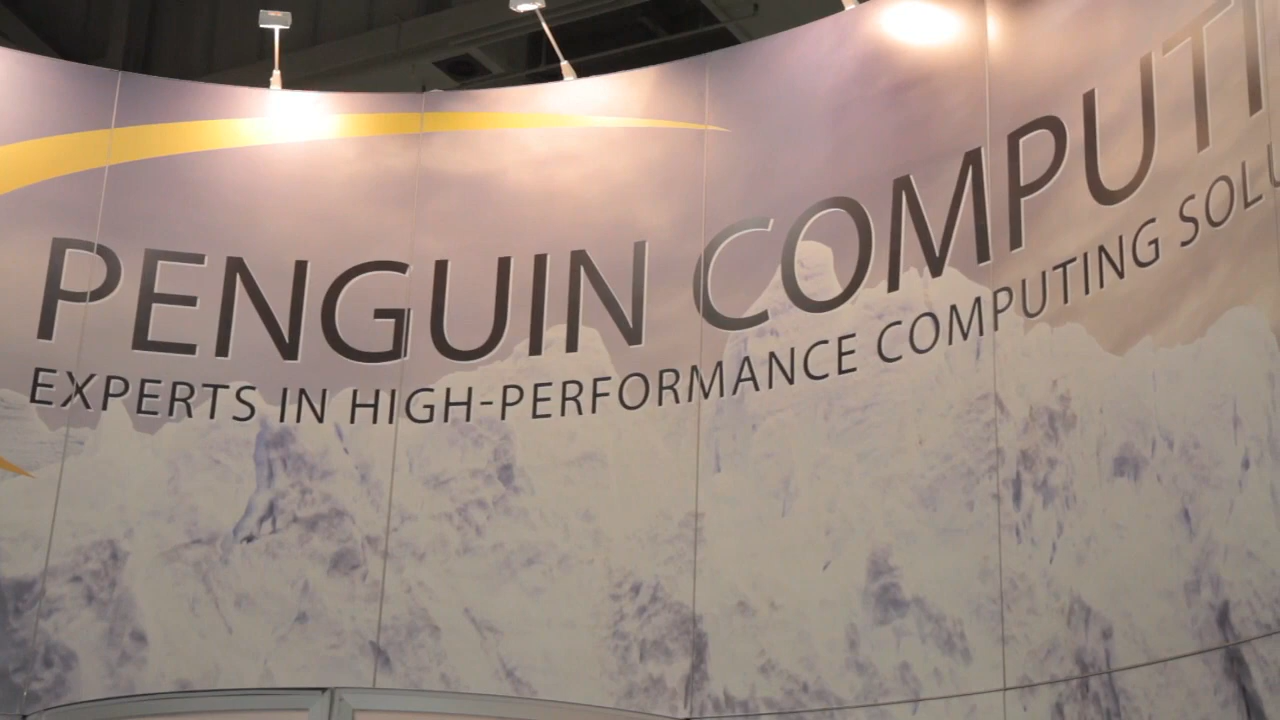 PENGUIN COMPUTI
EXPERTS IN HIGH-PERFORMANCE COMPUTING SOLU